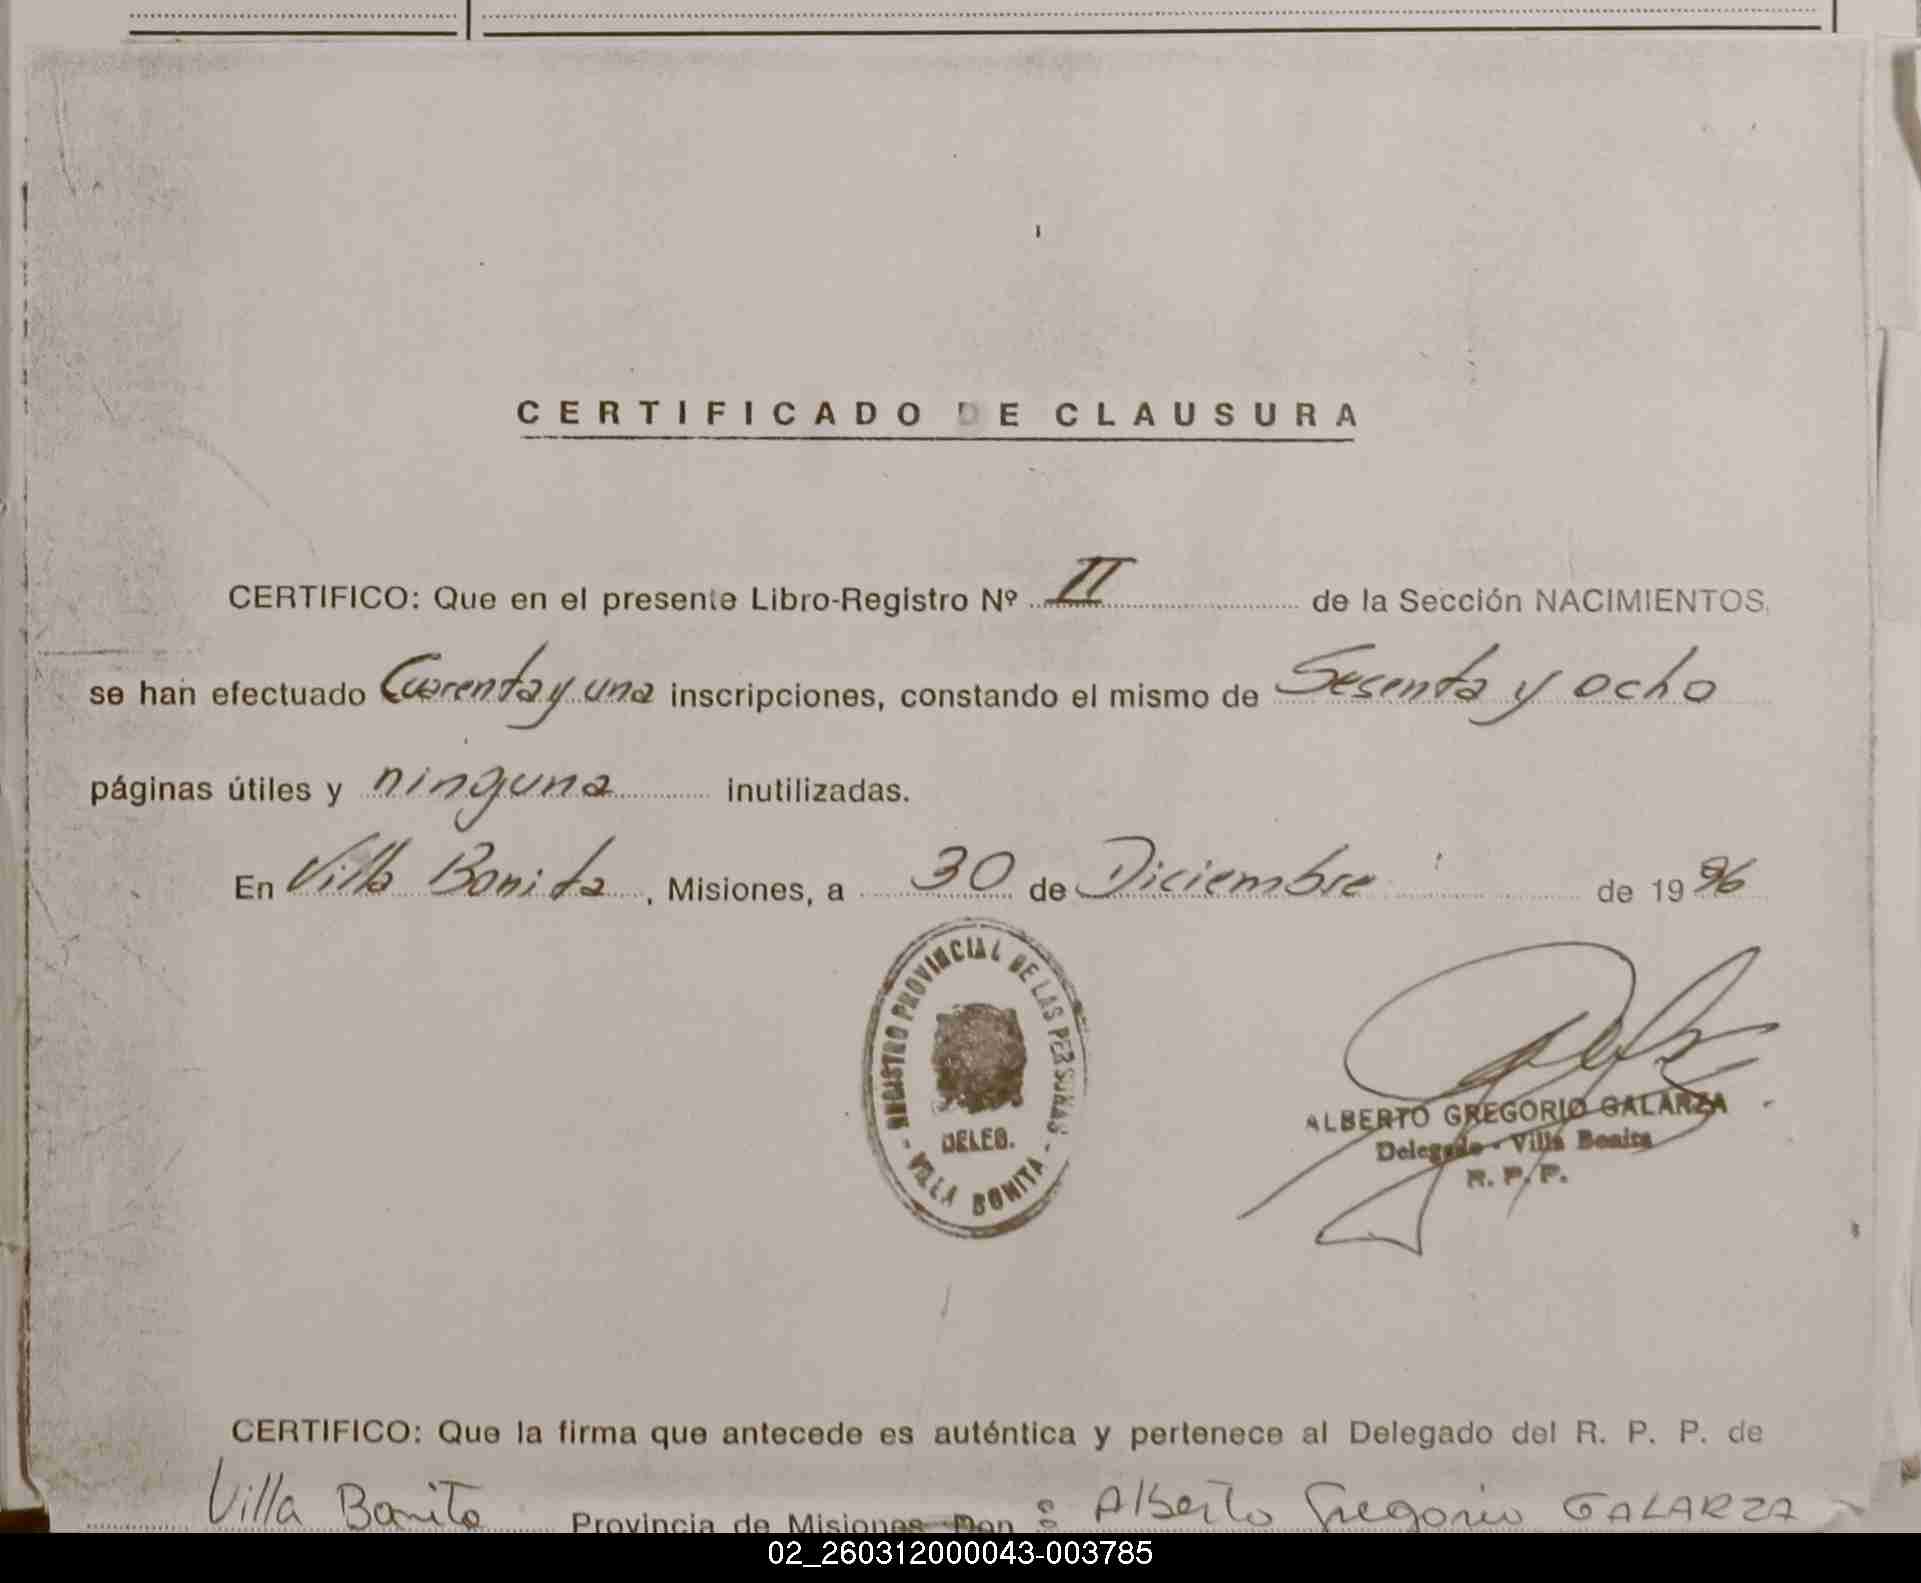 CERTIFICADO DE CLAUSURA
CERTIFICO: Que en el presente Libro-Registro Nº II de la Sección NACIMIENTOS,
se han efectuado Cuarenta y una inscripciones, constando el mismo de Sesenta y ocho
páginas útiles y ninguna inutilizadas.
En Villa Bonita, Misiones, a 30 de Diciembre de 1996
REGISTRO PROVINCIAL DE LAS PERSONAS
DELEG.
- VILLA BONITA -
ALBERTO GREGORIO GALARZA
Delegado - Villa Bonita
R. P. P.
CERTIFICO: Que la firma que antecede es auténtica y pertenece al Delegado del R. P. P. de
Villa Bonita Provincia de Misiones Don : Alberto Gregorio GALARZA
02_260312000043-003785